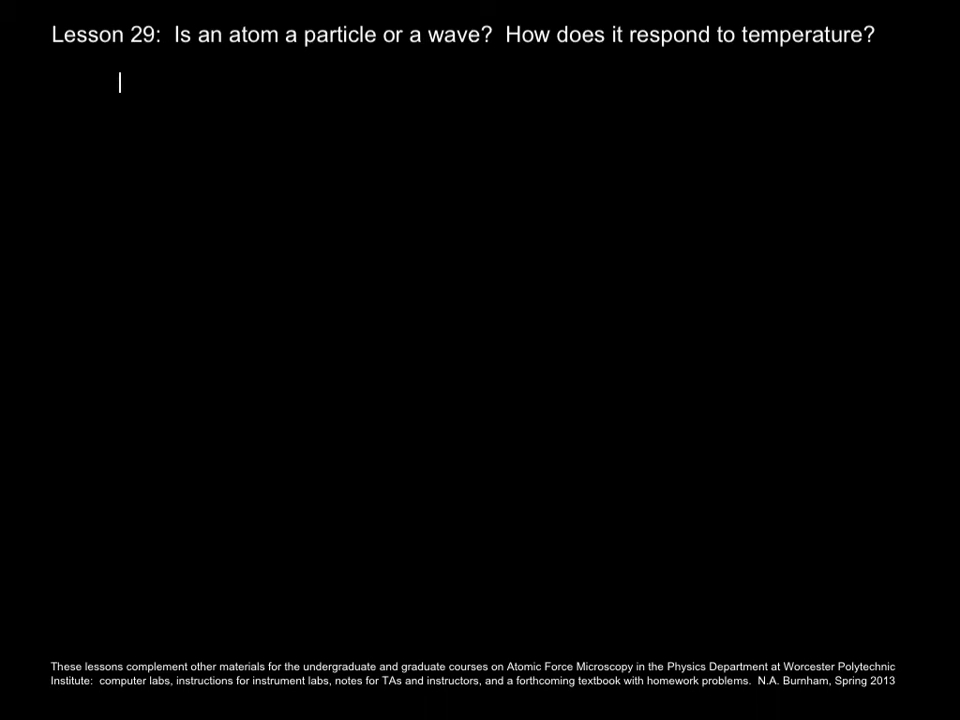 Lesson 29:  Is an atom a particle or a wave?  How does it respond to temperature?
These lessons complement other materials for the undergraduate and graduate courses on Atomic Force Microscopy in the Physics Department at Worcester Polytechnic
Institute:  computer labs, instructions for instrument labs, notes for TAs and instructors, and a forthcoming textbook with homework problems.  N.A. Burnham, Spring 2013